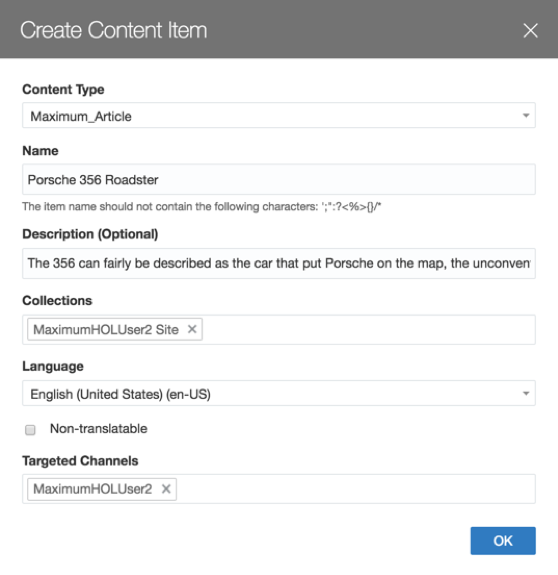 Create Content Item
Content Type
Maximum_Article
Name
Porsche 356 Roadster
The item name should not contain the following characters: ';":?<%>{}/*
Description (Optional)
The 356 can fairly be described as the car that put Porsche on the map, the unconven
Collections
MaximumHOLUser2 Site
Language
English (United States) (en-US)
Non-translatable
Targeted Channels
MaximumHOLUser2
OK